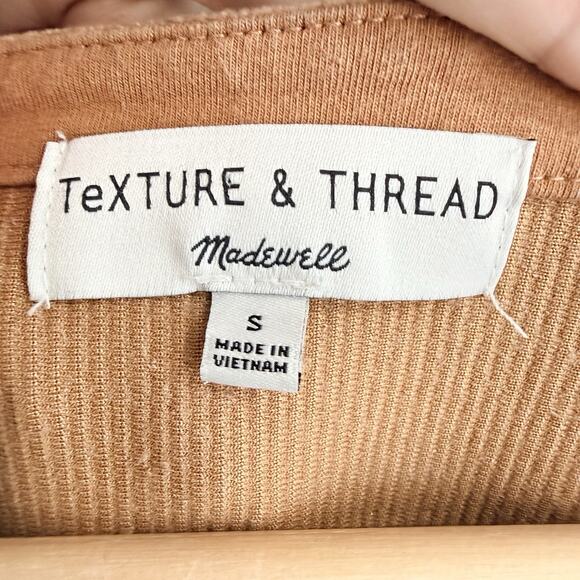 TeXTURE & THREAD
Madewell
S
MADE IN
VIETNAM